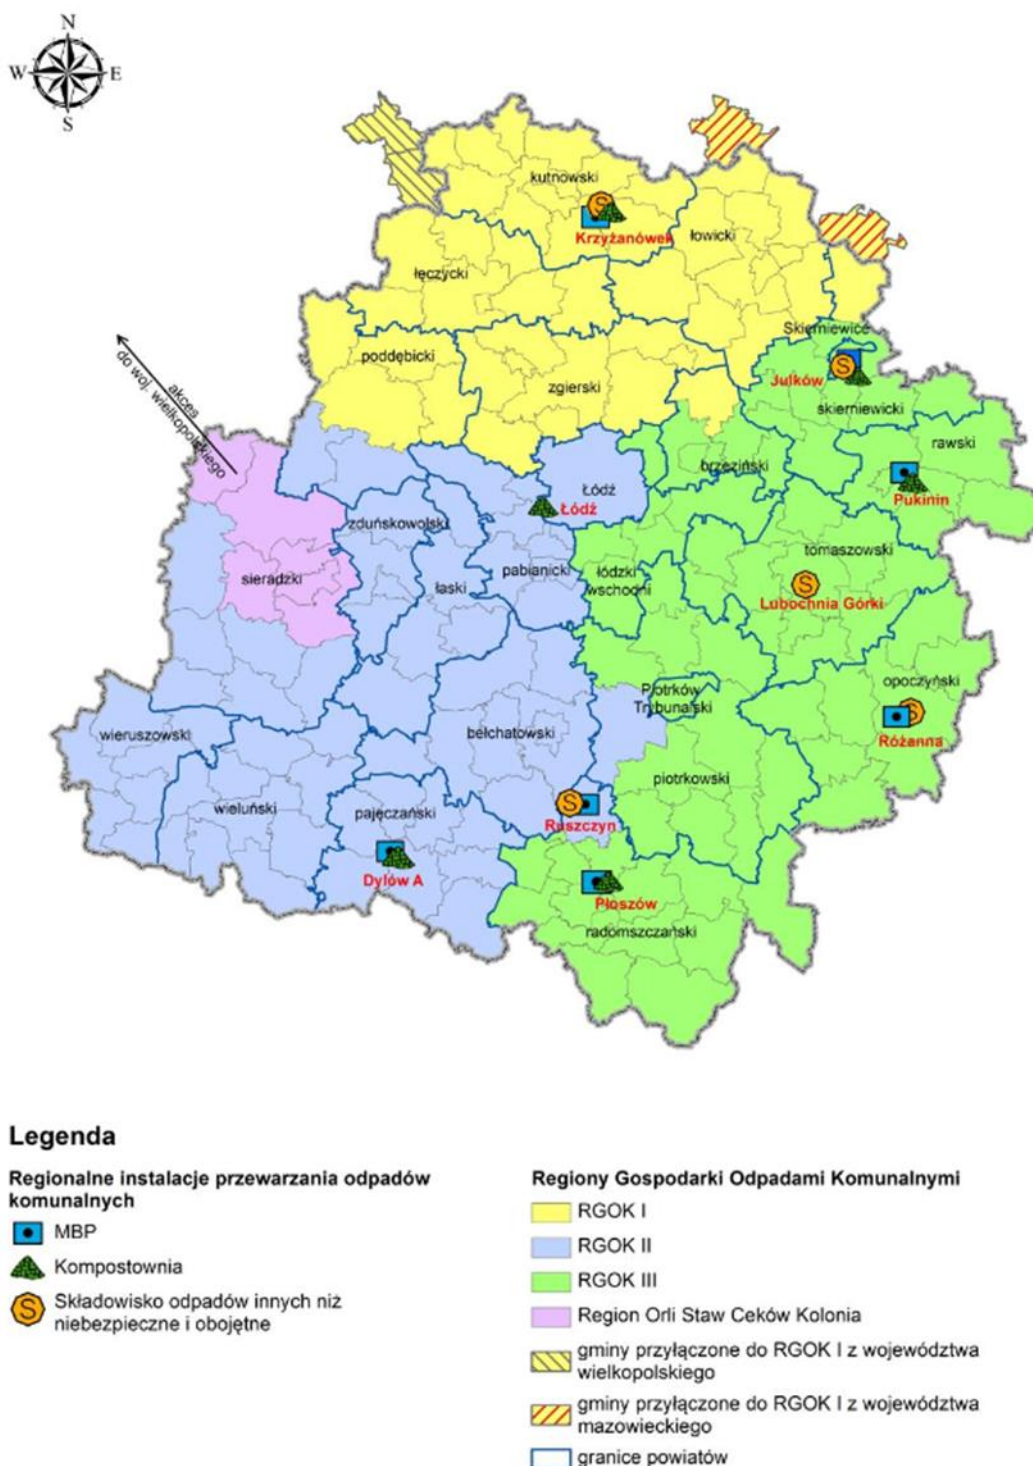 N
W E
S
kutnowski
Krzyżanówek
łowicki
łęczycki
Skierniewice
poddębicki
zgierski
Julków
skierniewicki
akces
do woj. wielkopolskiego
rawski
brzeziński
Pukinin
Łódź
Łódź
zduńskowolski
tomaszowski
sieradzki
łaski
pabianicki
łódzki
wschodni
Lubochnia Górki
opoczyński
Piotrków
Trybunalski
wieruszowski
bełchatowski
Różanna
piotrkowski
wieluński
pajęczański
Ruszczyn
Dylów A
Płoszów
radomszczański
Legenda
Regionalne instalacje przewarzania odpadów
komunalnych
MBP
Kompostownia
S Składowisko odpadów innych niż
niebezpieczne i obojętne
Regiony Gospodarki Odpadami Komunalnymi
RGOK I
RGOK II
RGOK III
Region Orli Staw Ceków Kolonia
gminy przyłączone do RGOK I z województwa
wielkopolskiego
gminy przyłączone do RGOK I z województwa
mazowieckiego
granice powiatów